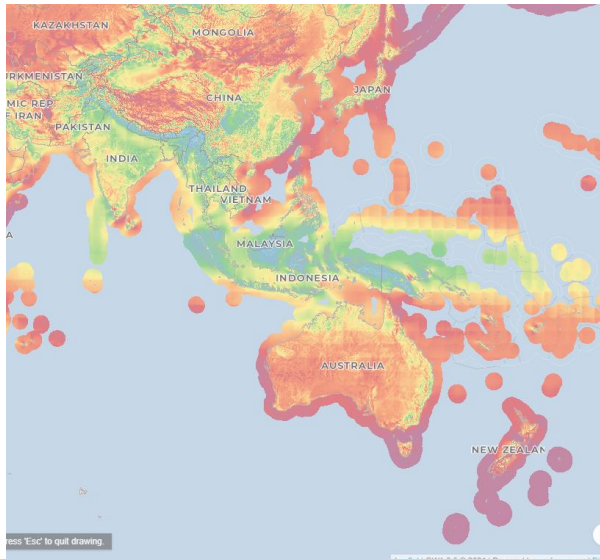 KAZAKHSTAN
MONGOLIA
URKMENISTAN
JAPAN
CHINA
MIC REP
F IRAN
PAKISTAN
INDIA
THAILAND
VIETNAM
A
MALAYSIA
INDONESIA
AUSTRALIA
NEW ZEALAN
ress 'Esc' to quit drawing.